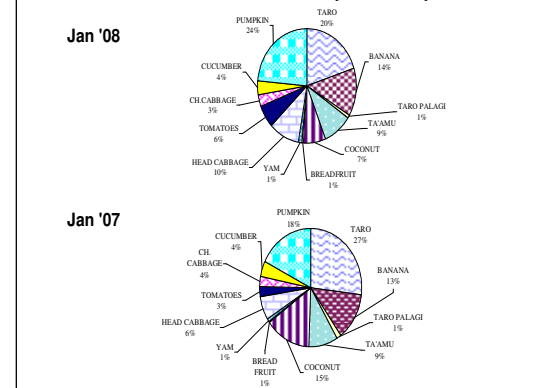 Jan '08
PUMPKIN
24%
TARO
20%
BANANA
14%
TARO PALAGI
1%
TA'AMU
9%
COCONUT
7%
BREADFRUIT
1%
YAM
1%
HEAD CABBAGE
10%
TOMATOES
6%
CH.CABBAGE
3%
CUCUMBER
4%
Jan '07
PUMPKIN
18%
TARO
27%
BANANA
13%
TARO PALAGI
1%
TA'AMU
9%
COCONUT
15%
BREAD
FRUIT
1%
YAM
1%
HEAD CABBAGE
6%
TOMATOES
3%
CH.
CABBAGE
4%
CUCUMBER
4%